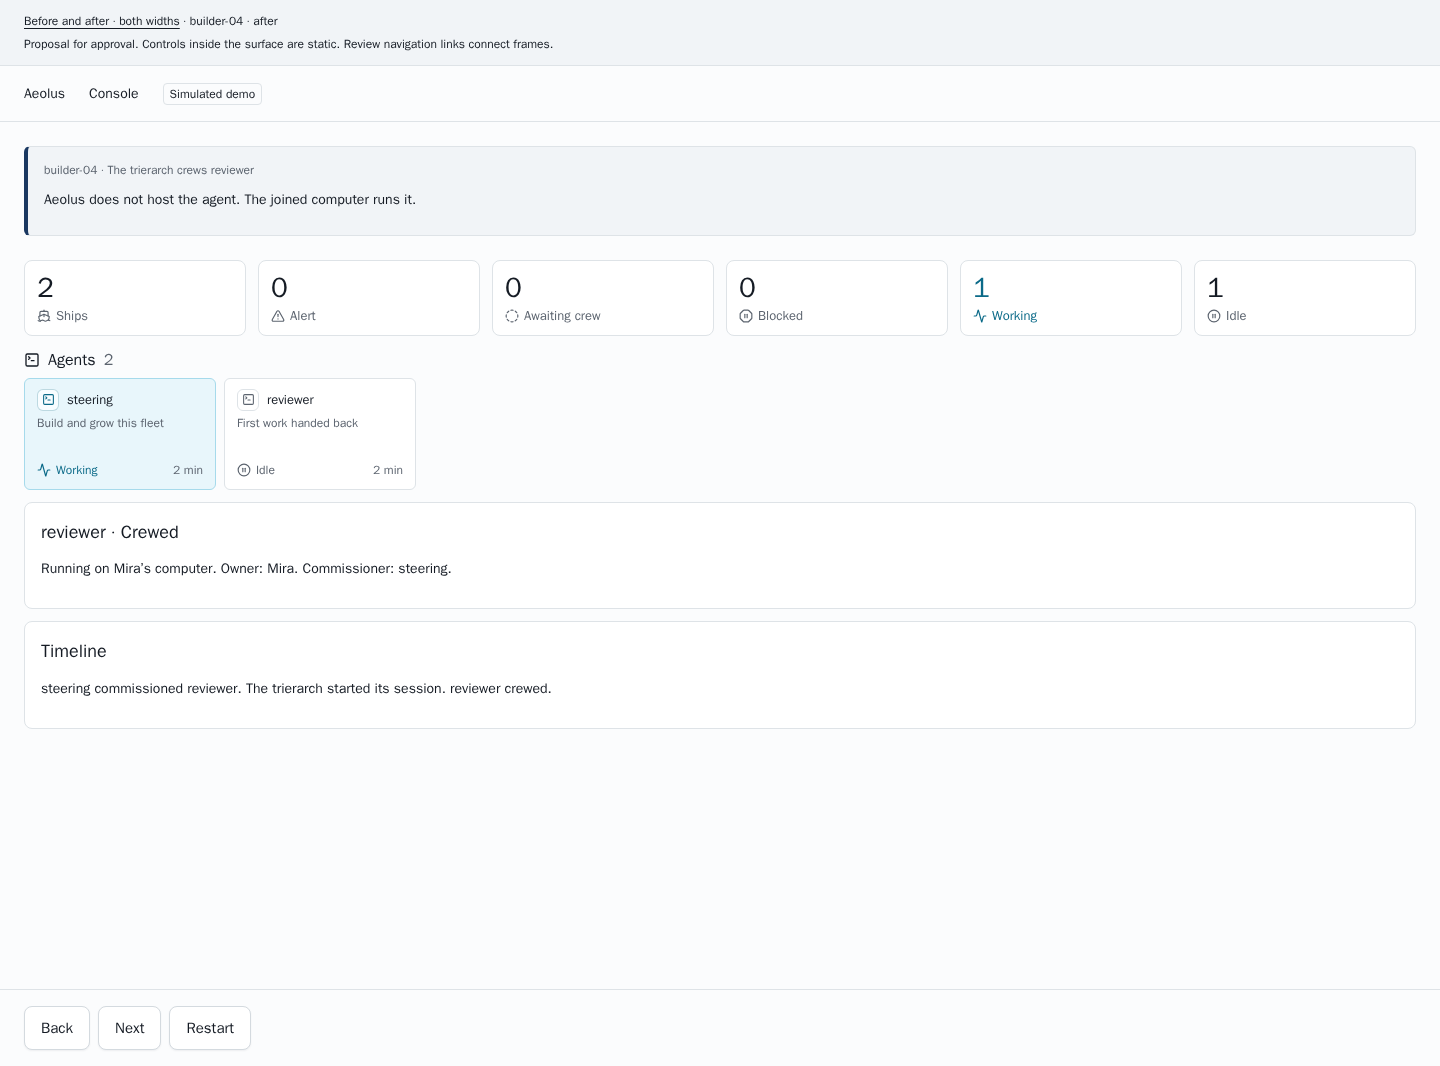 Before and after · both widths · builder-04 · after
Proposal for approval. Controls inside the surface are static. Review navigation links connect frames.
Aeolus Console Simulated demo
builder-04 · The trierarch crews reviewer
Aeolus does not host the agent. The joined computer runs it.
2 0 0 0 1 1
Ships Alert Awaiting crew Blocked Working Idle
Agents 2
steering reviewer
Build and grow this fleet First work handed back
Working 2 min Idle 2 min
reviewer · Crewed
Running on Mira’s computer. Owner: Mira. Commissioner: steering.
Timeline
steering commissioned reviewer. The trierarch started its session. reviewer crewed.
Back Next Restart